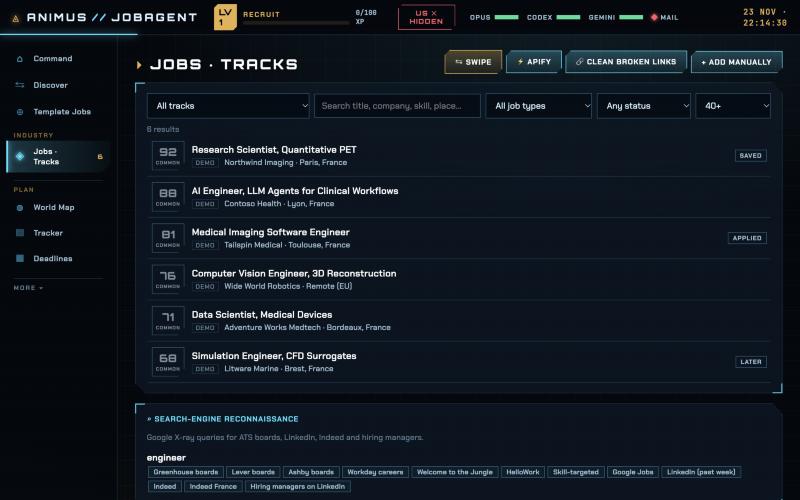 ANIMUS // JOBAGENT
LV 1
RECRUIT
0/100 XP
US ×
HIDDEN
OPUS
CODEX
GEMINI
MAIL
23 NOV ·
22:14:30
Command
Discover
Template Jobs
INDUSTRY
Jobs ·
Tracks
6
PLAN
World Map
Tracker
Deadlines
MORE
JOBS · TRACKS
⇆ SWIPE
⚡ APIFY
🔗 CLEAN BROKEN LINKS
+ ADD MANUALLY
All tracks
Search title, company, skill, place...
All job types
Any status
40+
6 results
92
COMMON
Research Scientist, Quantitative PET
DEMO Northwind Imaging · Paris, France
SAVED
88
COMMON
AI Engineer, LLM Agents for Clinical Workflows
DEMO Contoso Health · Lyon, France
81
COMMON
Medical Imaging Software Engineer
DEMO Tailspin Medical · Toulouse, France
APPLIED
76
COMMON
Computer Vision Engineer, 3D Reconstruction
DEMO Wide World Robotics · Remote (EU)
71
COMMON
Data Scientist, Medical Devices
DEMO Adventure Works Medtech · Bordeaux, France
68
COMMON
Simulation Engineer, CFD Surrogates
DEMO Litware Marine · Brest, France
LATER
» SEARCH-ENGINE RECONNAISSANCE
Google X-ray queries for ATS boards, LinkedIn, Indeed and hiring managers.
engineer
Greenhouse boards Lever boards Ashby boards Workday careers Welcome to the Jungle HelloWork Skill-targeted Google Jobs LinkedIn (past week)
Indeed Indeed France Hiring managers on LinkedIn